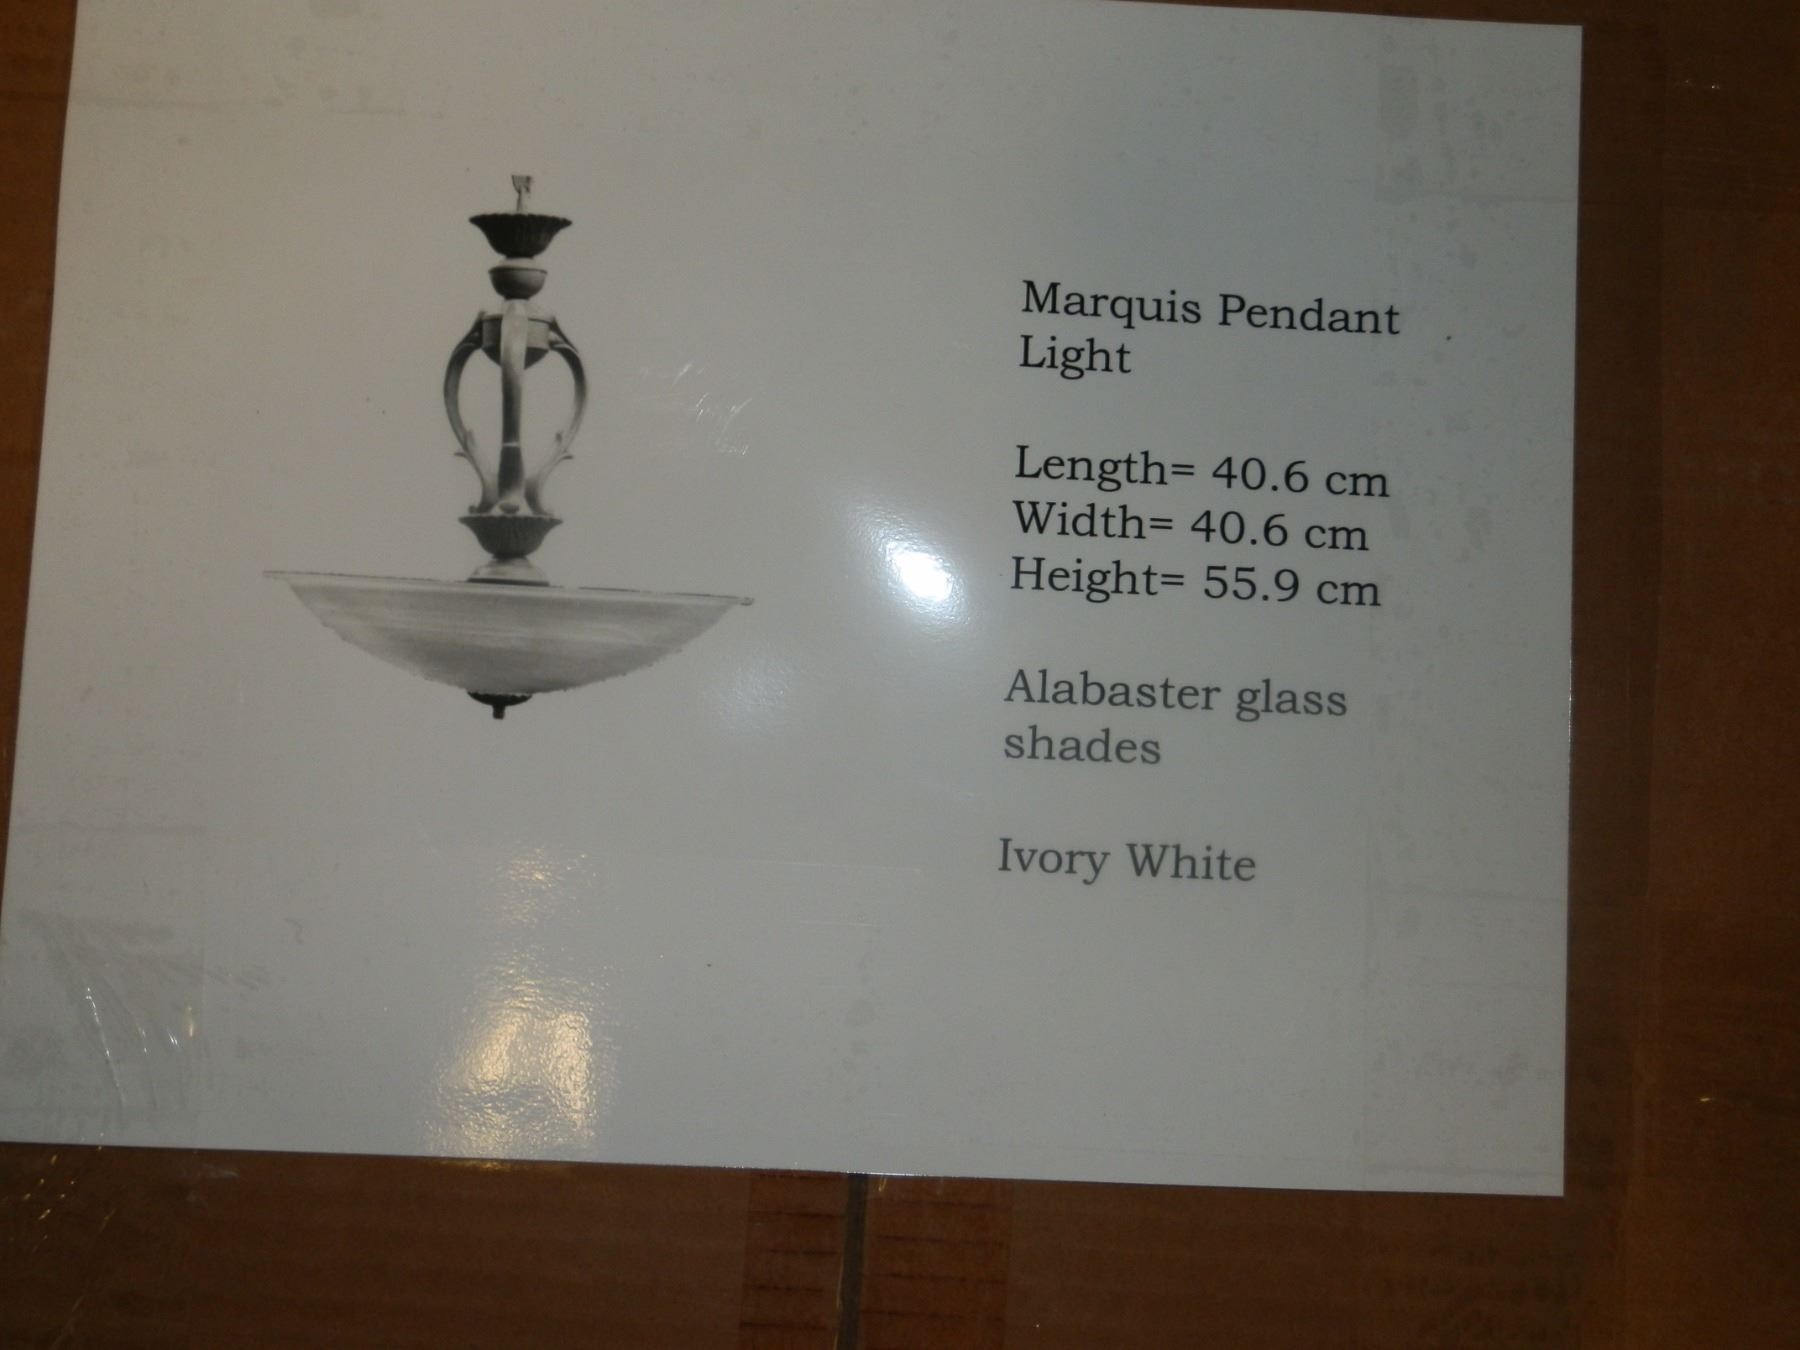 Marquis Pendant
Light
Length= 40.6 cm
Width= 40.6 cm
Height= 55.9 cm
Alabaster glass
shades
Ivory White